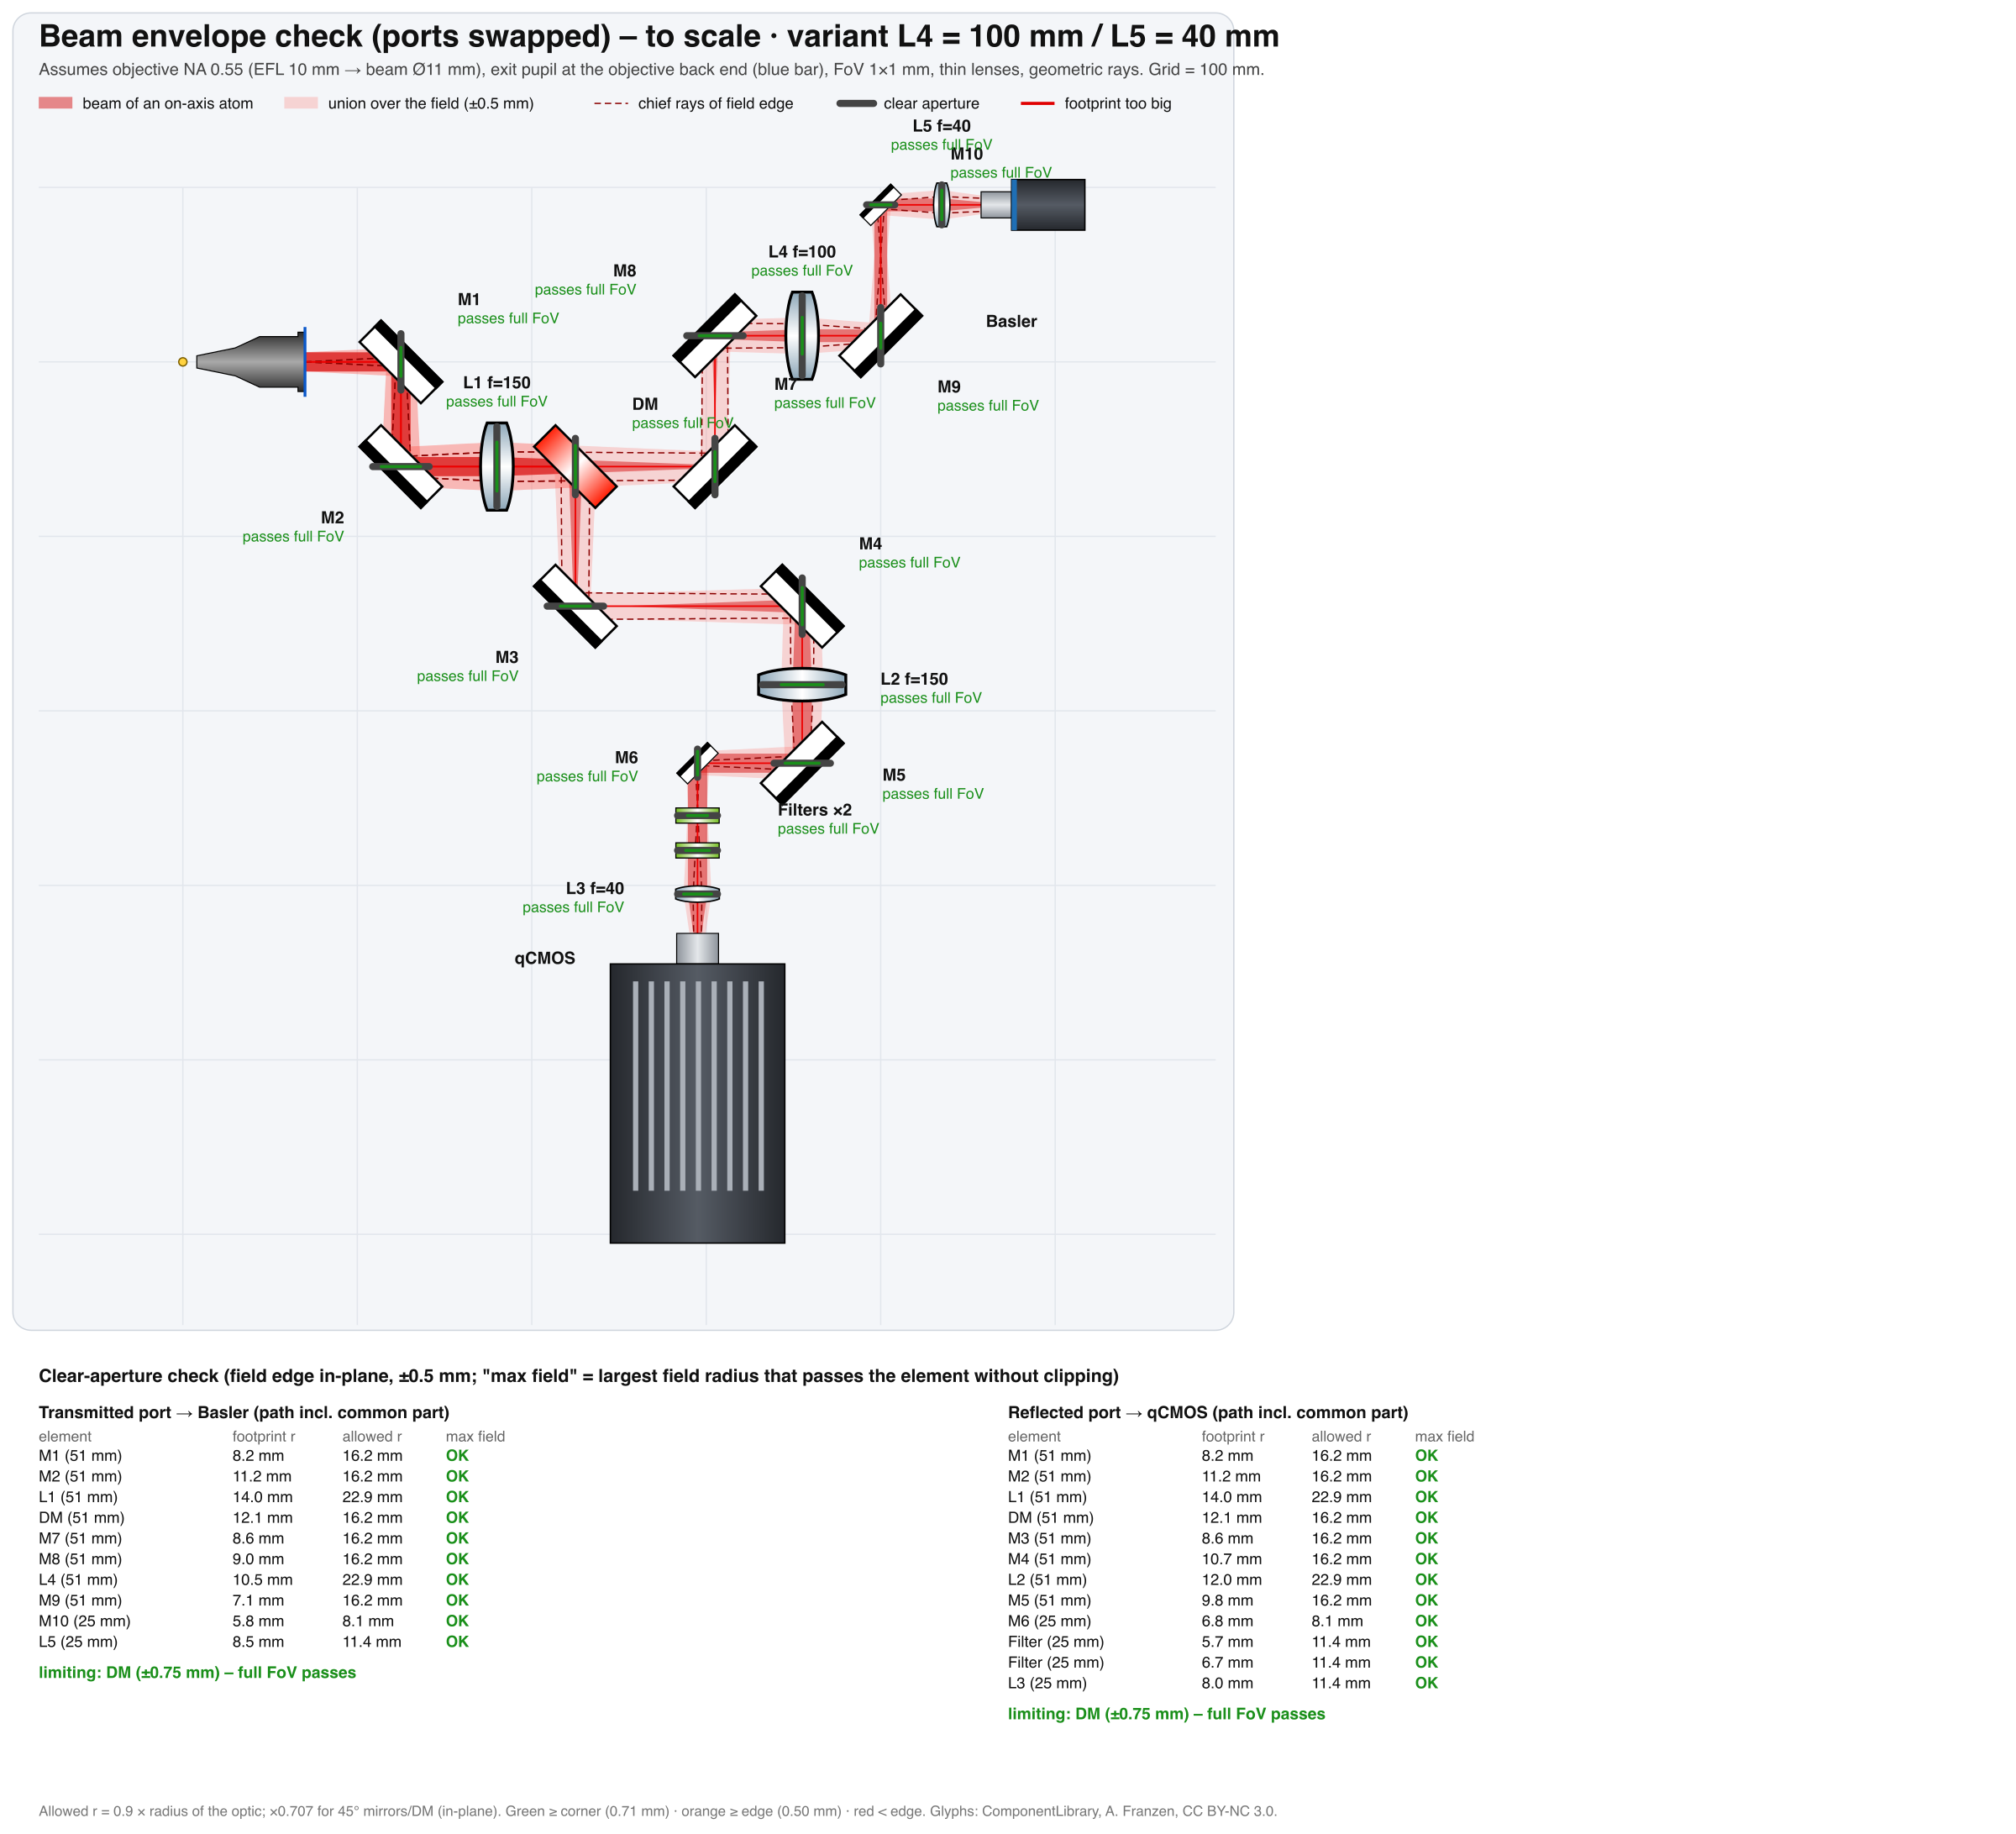 Beam envelope check (ports swapped) – to scale · variant L4 = 100 mm / L5 = 40 mm
Assumes objective NA 0.55 (EFL 10 mm → beam Ø11 mm), exit pupil at the objective back end (blue bar), FoV 1×1 mm, thin lenses, geometric rays. Grid = 100 mm.
beam of an on-axis atom
union over the field (±0.5 mm)
chief rays of field edge
clear aperture
footprint too big
L5 f=40
passes full FoV
M10
passes full FoV
L4 f=100
passes full FoV
M8
passes full FoV
M1
passes full FoV
Basler
L1 f=150
passes full FoV
M7
passes full FoV
M9
passes full FoV
DM
passes full FoV
M2
passes full FoV
M4
passes full FoV
M3
passes full FoV
L2 f=150
passes full FoV
M6
passes full FoV
M5
passes full FoV
Filters ×2
passes full FoV
L3 f=40
passes full FoV
qCMOS
Clear-aperture check (field edge in-plane, ±0.5 mm; "max field" = largest field radius that passes the element without clipping)
Transmitted port → Basler (path incl. common part)
element footprint r allowed r max field
M1 (51 mm) 8.2 mm 16.2 mm OK
M2 (51 mm) 11.2 mm 16.2 mm OK
L1 (51 mm) 14.0 mm 22.9 mm OK
DM (51 mm) 12.1 mm 16.2 mm OK
M7 (51 mm) 8.6 mm 16.2 mm OK
M8 (51 mm) 9.0 mm 16.2 mm OK
L4 (51 mm) 10.5 mm 22.9 mm OK
M9 (51 mm) 7.1 mm 16.2 mm OK
M10 (25 mm) 5.8 mm 8.1 mm OK
L5 (25 mm) 8.5 mm 11.4 mm OK
limiting: DM (±0.75 mm) – full FoV passes
Reflected port → qCMOS (path incl. common part)
element footprint r allowed r max field
M1 (51 mm) 8.2 mm 16.2 mm OK
M2 (51 mm) 11.2 mm 16.2 mm OK
L1 (51 mm) 14.0 mm 22.9 mm OK
DM (51 mm) 12.1 mm 16.2 mm OK
M3 (51 mm) 8.6 mm 16.2 mm OK
M4 (51 mm) 10.7 mm 16.2 mm OK
L2 (51 mm) 12.0 mm 22.9 mm OK
M5 (51 mm) 9.8 mm 16.2 mm OK
M6 (25 mm) 6.8 mm 8.1 mm OK
Filter (25 mm) 5.7 mm 11.4 mm OK
Filter (25 mm) 6.7 mm 11.4 mm OK
L3 (25 mm) 8.0 mm 11.4 mm OK
limiting: DM (±0.75 mm) – full FoV passes
Allowed r = 0.9 × radius of the optic; ×0.707 for 45° mirrors/DM (in-plane). Green ≥ corner (0.71 mm) · orange ≥ edge (0.50 mm) · red < edge. Glyphs: ComponentLibrary, A. Franzen, CC BY-NC 3.0.